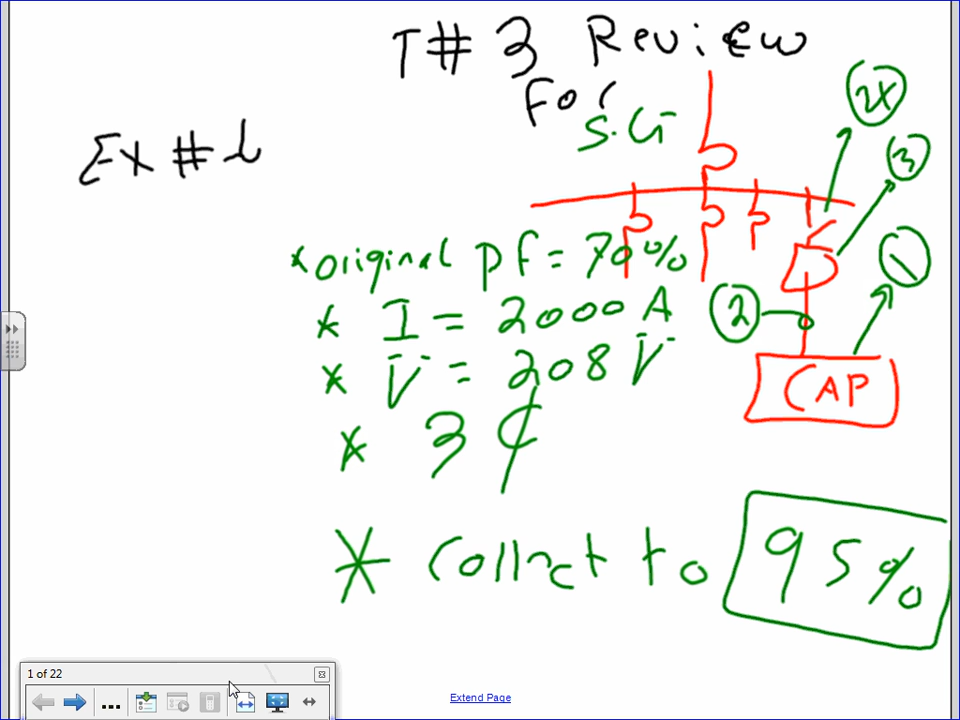 T# 3 Review
For
S.G
Ex #1
2X
3
*original pf = 70%
1
* I = 2000 A
2
* V = 208 V
CAP
* 3 ¢
* Collect to 95%
1 of 22
...
Extend Page